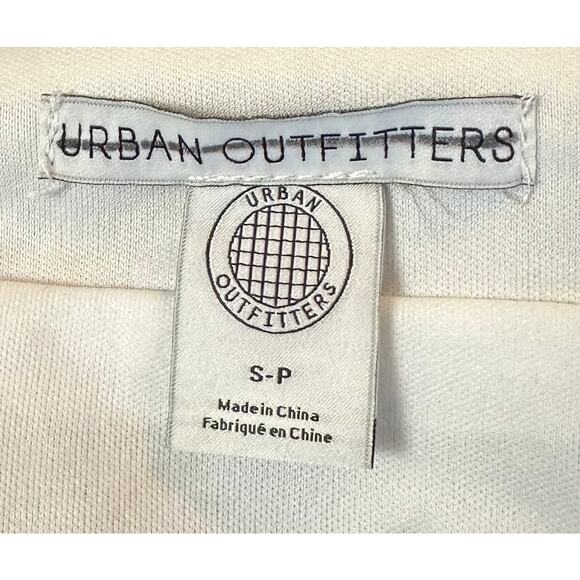 URBAN OUTFITTERS
URBAN
OUTFITTERS
S-P
Made in China
Fabriqué en Chine